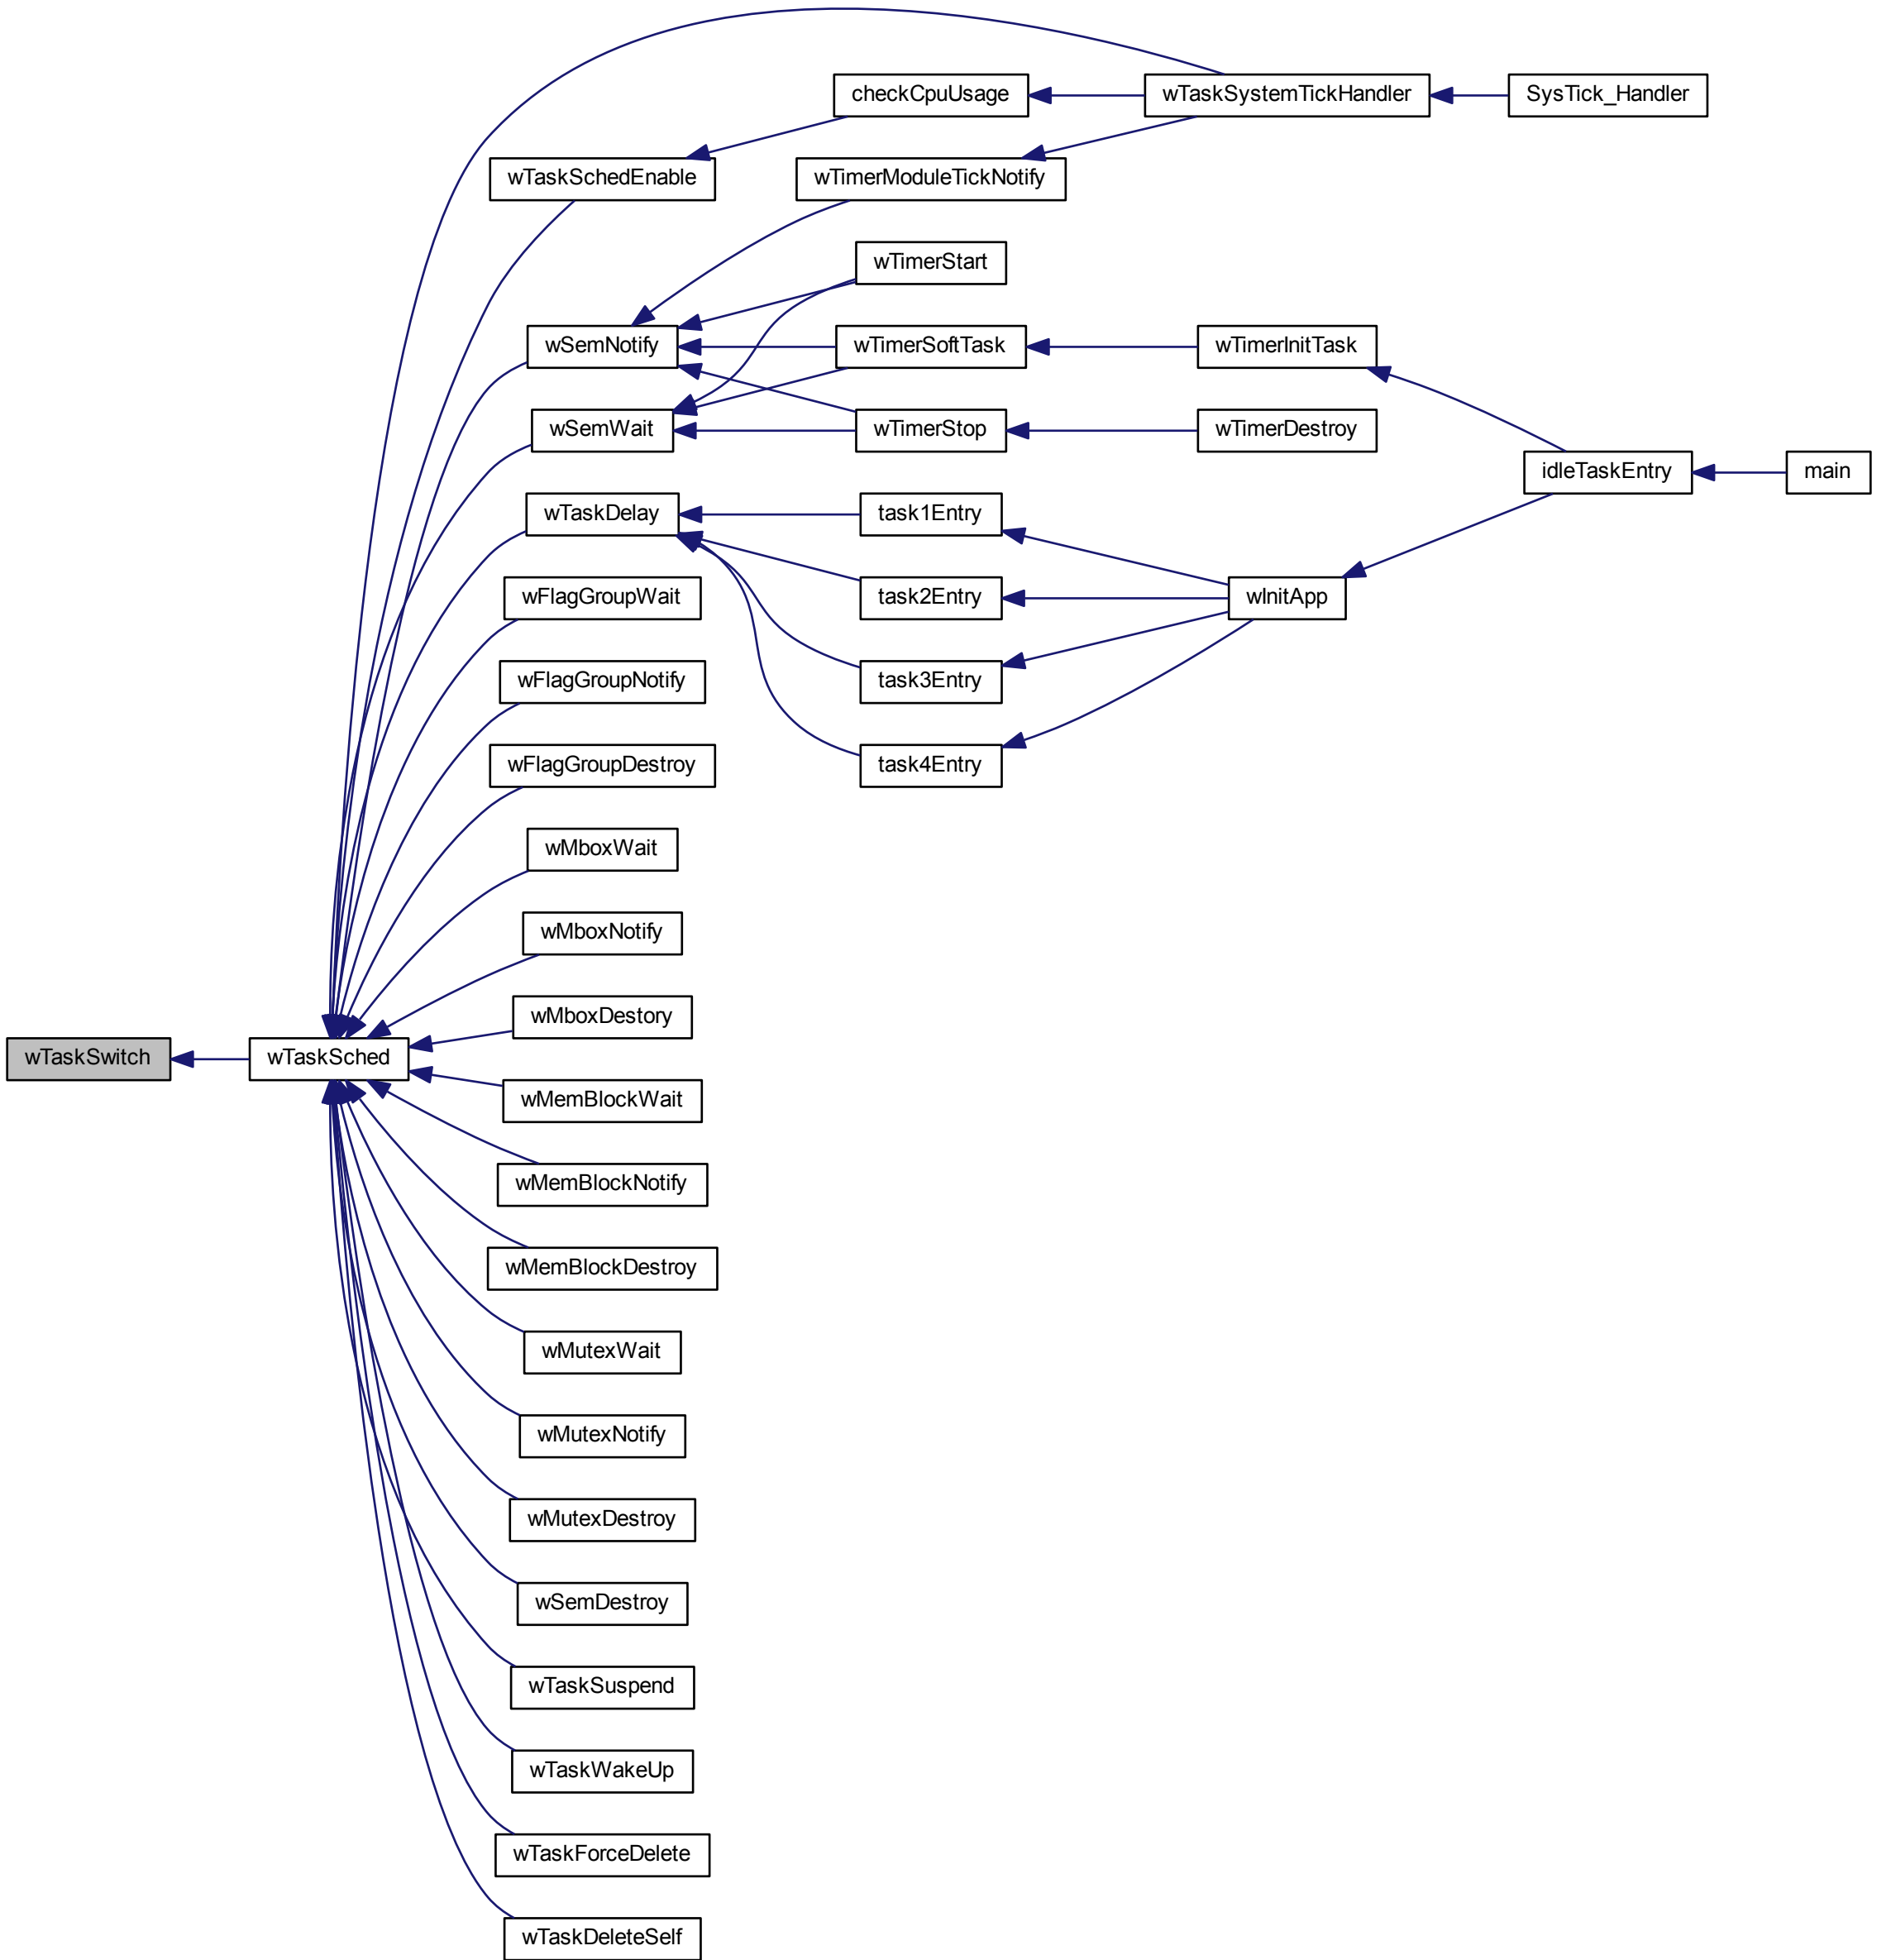 checkCpuUsage
wTaskSystemTickHandler
SysTick_Handler
wTaskSchedEnable
wTimerModuleTickNotify
wTimerStart
wSemNotify
wTimerSoftTask
wTimerInitTask
wSemWait
wTimerStop
wTimerDestroy
idleTaskEntry
main
wTaskDelay
task1Entry
wFlagGroupWait
task2Entry
wInitApp
wFlagGroupNotify
task3Entry
wFlagGroupDestroy
task4Entry
wMboxWait
wMboxNotify
wMboxDestory
wTaskSwitch
wTaskSched
wMemBlockWait
wMemBlockNotify
wMemBlockDestroy
wMutexWait
wMutexNotify
wMutexDestroy
wSemDestroy
wTaskSuspend
wTaskWakeUp
wTaskForceDelete
wTaskDeleteSelf